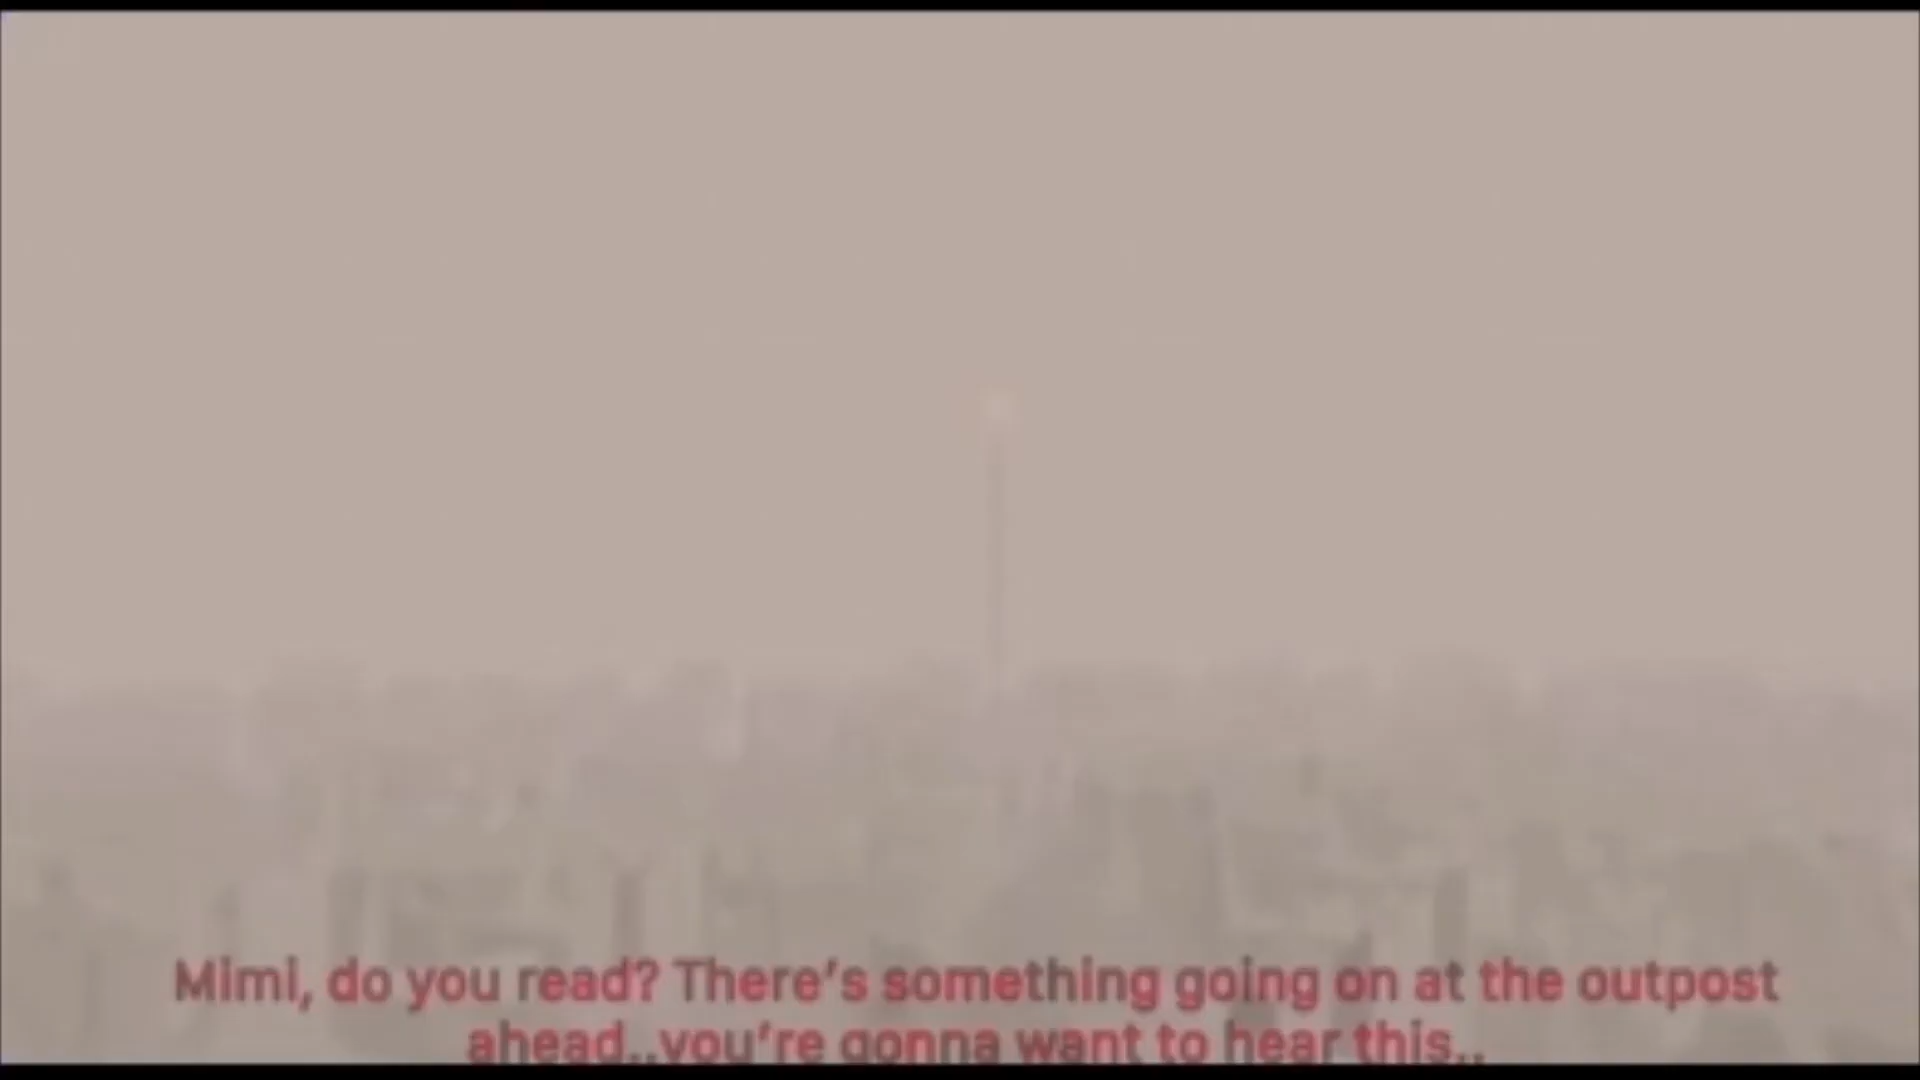 Mimi, do you read? There's something going on at the outpost
ahead..you're gonna want to hear this..